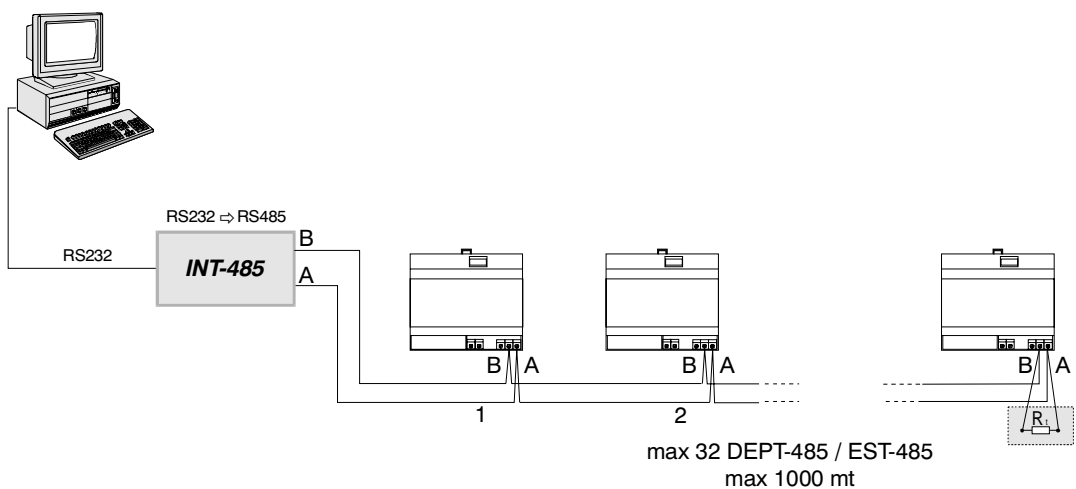 RS232 ⇨ RS485
RS232
INT-485
B
A
B A
B A
B A
1
2
Rt
max 32 DEPT-485 / EST-485
max 1000 mt